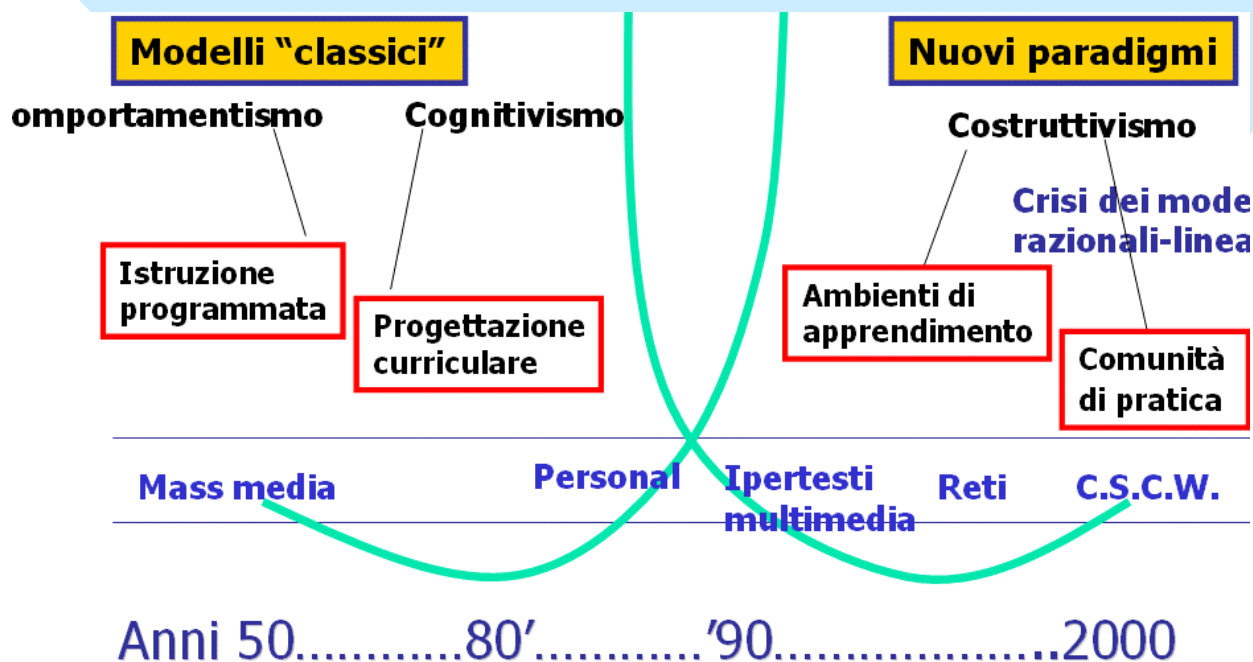 Modelli “classici”
Nuovi paradigmi
omportamentismo
Cognitivismo
Costruttivismo
Crisi dei mode
razionali-linea
Istruzione
programmata
Progettazione
curriculare
Ambienti di
apprendimento
Comunità
di pratica
Mass media
Personal
Ipertesti
multimedia
Reti
C.S.C.W.
Anni 50...........80’............’90....................2000